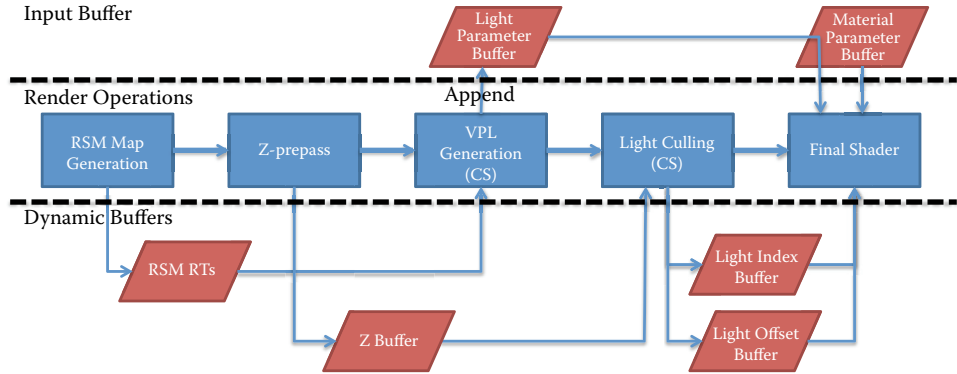 Input Buffer
Light
Parameter
Buffer
Material
Parameter
Buffer
Render Operations
Append
RSM Map
Generation
Z-prepass
VPL
Generation
(CS)
Light Culling
(CS)
Final Shader
Dynamic Buffers
RSM RTs
Light Index
Buffer
Z Buffer
Light Offset
Buffer